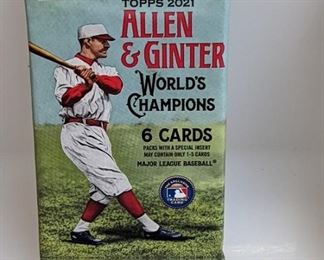 TOPPS 2021
ALLEN
& GINTER
WORLD'S
CHAMPIONS
6 CARDS
PACKS WITH A SPECIAL INSERT
MAY CONTAIN ONLY 1-5 CARDS
MAJOR LEAGUE BASEBALL®